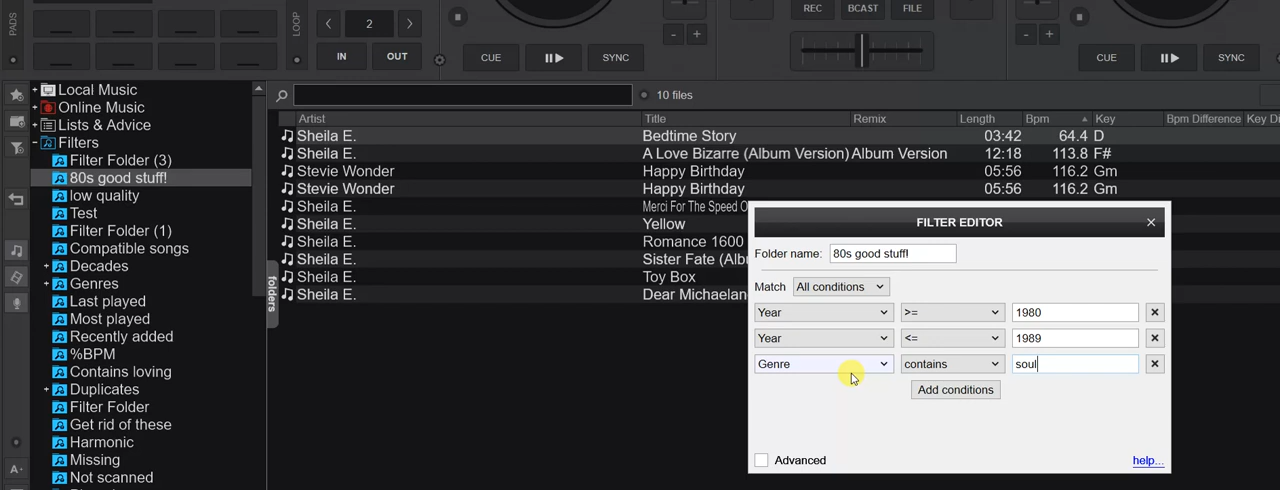 PADS
LOOP
2
IN
OUT
CUE
SYNC
REC
BCAST
FILE
CUE
SYNC
Local Music
Online Music
Lists & Advice
Filters
Filter Folder (3)
80s good stuff!
low quality
Test
Filter Folder (1)
Compatible songs
Decades
Genres
Last played
Most played
Recently added
%BPM
Contains loving
Duplicates
Filter Folder
Get rid of these
Harmonic
Missing
Not scanned
folders
10 files
Artist Title Remix Length Bpm Key Bpm Difference Key Di
Sheila E. Bedtime Story 03:42 64.4 D
Sheila E. A Love Bizarre (Album Version) Album Version 12:18 113.8 F#
Stevie Wonder Happy Birthday 05:56 116.2 Gm
Stevie Wonder Happy Birthday 05:56 116.2 Gm
Sheila E. Merci For The Speed O
Sheila E. Yellow
Sheila E. Romance 1600
Sheila E. Sister Fate (Alb
Sheila E. Toy Box
Sheila E. Dear Michaelan
FILTER EDITOR
Folder name: 80s good stuff!
Match All conditions
Year >= 1980
Year <= 1989
Genre contains soul
Add conditions
Advanced
help...
A